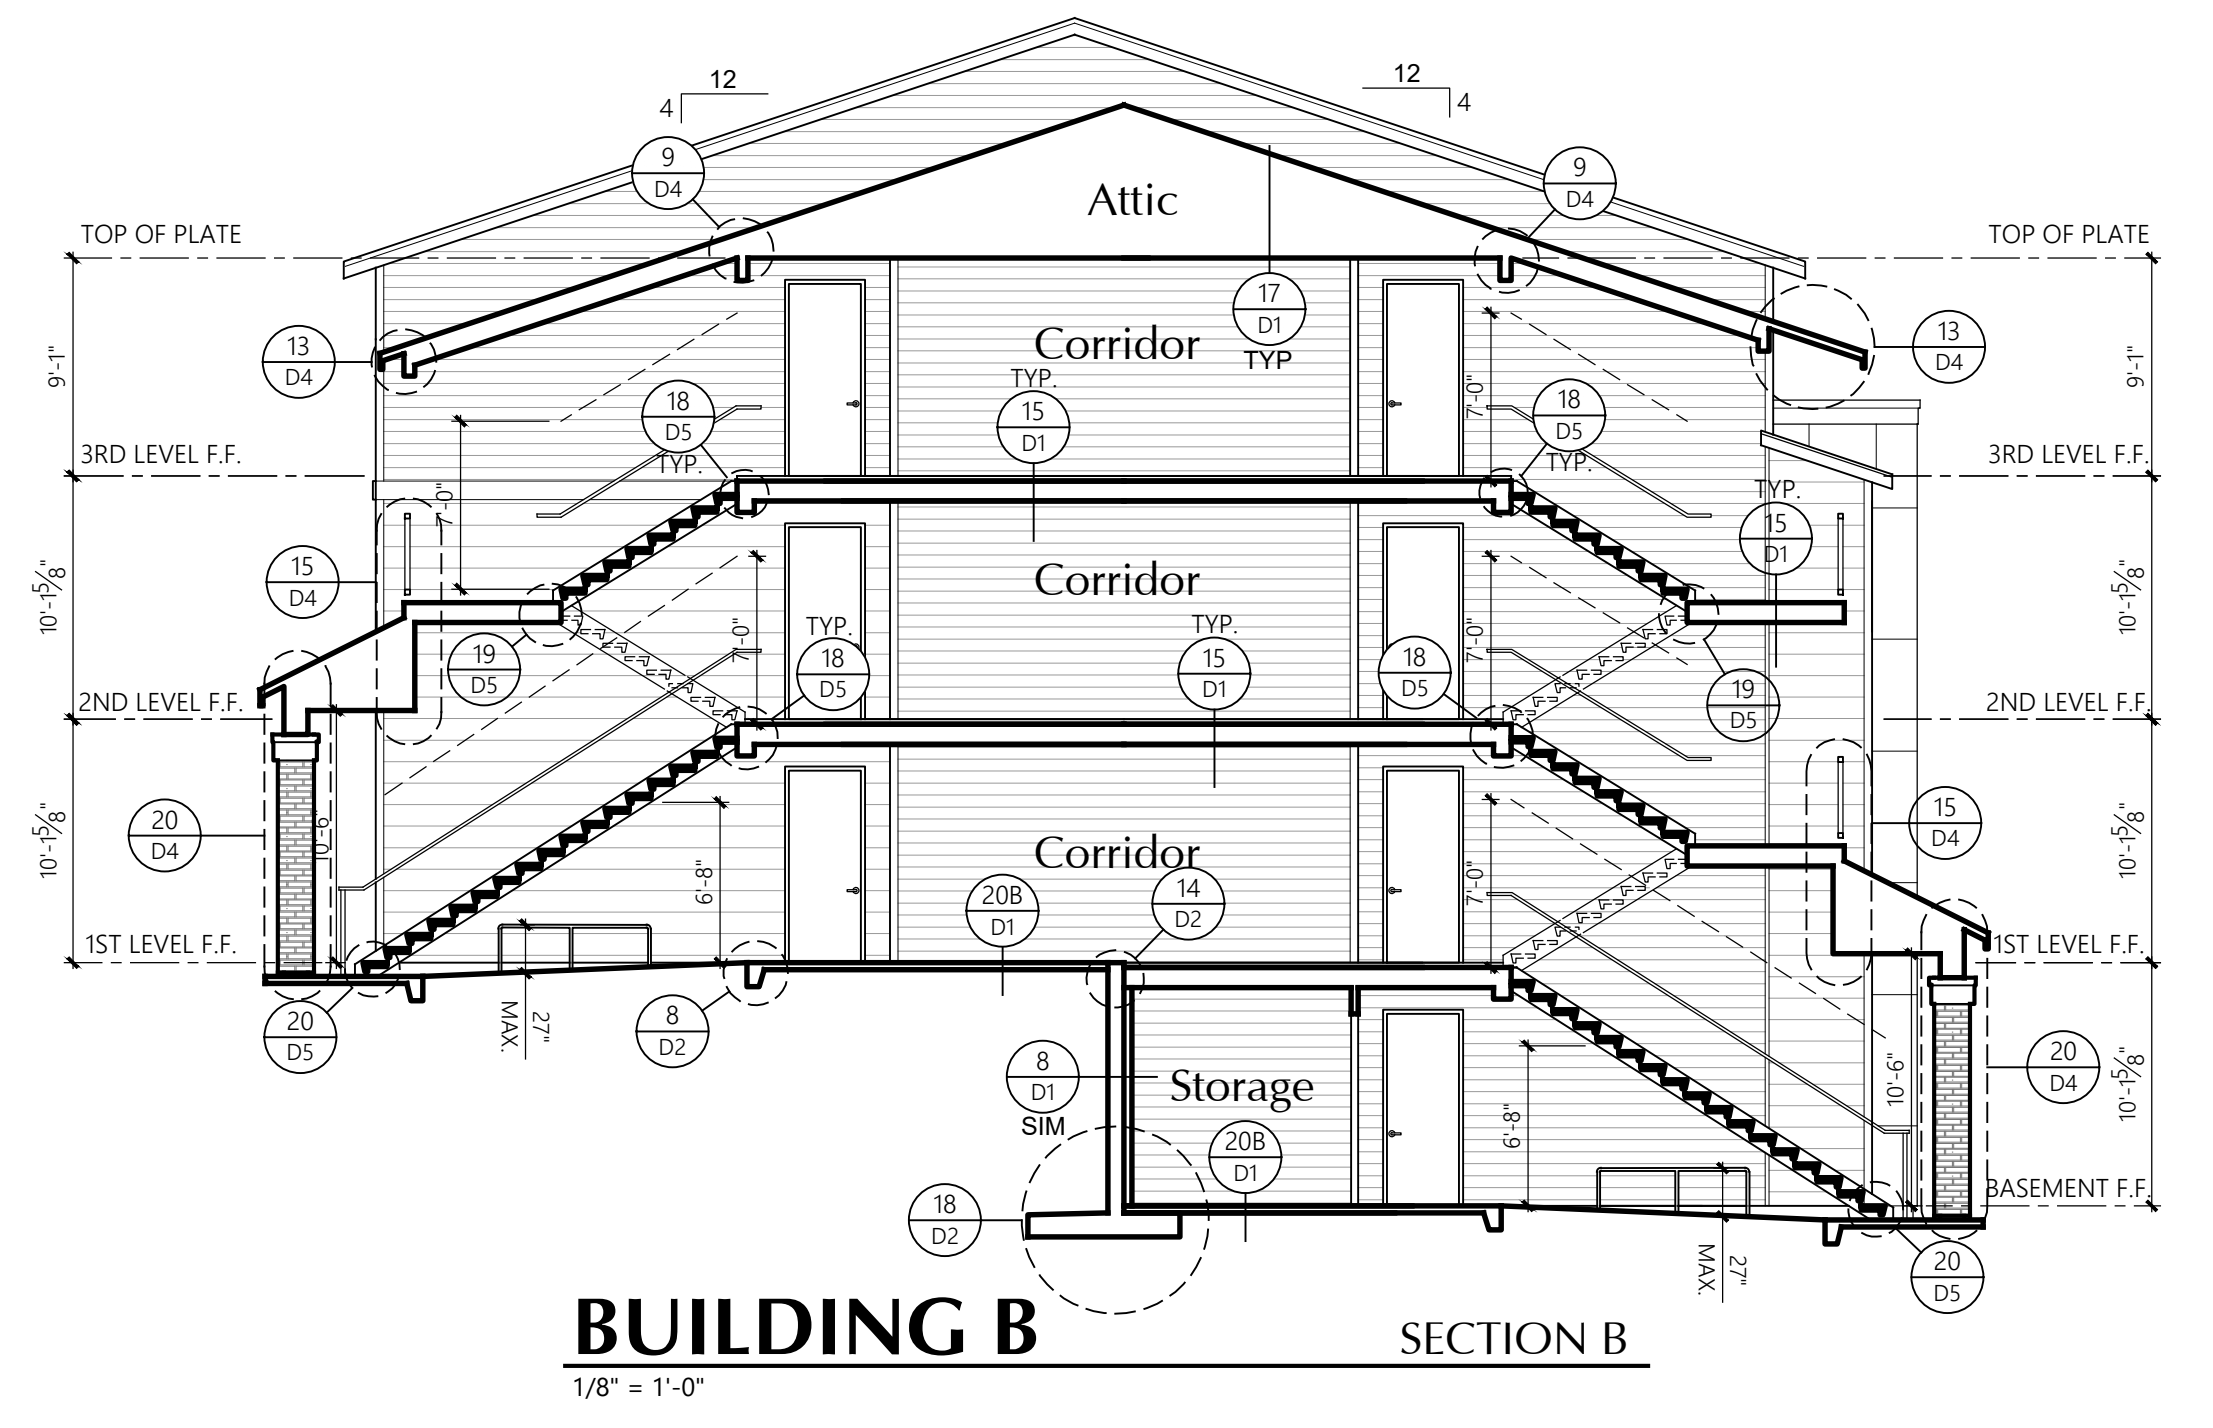 12
4
12
4
9
D4
9
D4
Attic
TOP OF PLATE
TOP OF PLATE
17
D1
TYP
13
D4
13
D4
9'-1"
9'-1"
Corridor
TYP.
15
D1
18
D5
TYP.
18
D5
TYP.
7'-0"
3RD LEVEL F.F.
3RD LEVEL F.F.
7'-0"
TYP.
15
D1
15
D4
10'-1 5/8"
10'-1 5/8"
Corridor
19
D5
7'-0"
TYP.
18
D5
TYP.
15
D1
18
D5
7'-0"
19
D5
2ND LEVEL F.F.
2ND LEVEL F.F.
20
D4
10'-6"
10'-1 5/8"
10'-1 5/8"
15
D4
6'-8"
Corridor
7'-0"
20B
D1
14
D2
1ST LEVEL F.F.
1ST LEVEL F.F.
20
D5
27"
MAX.
8
D2
8
D1
SIM
Storage
6'-8"
10'-6"
20
D4
10'-1 5/8"
20B
D1
18
D2
BASEMENT F.F.
27"
MAX.
20
D5
BUILDING B
SECTION B
1/8" = 1'-0"